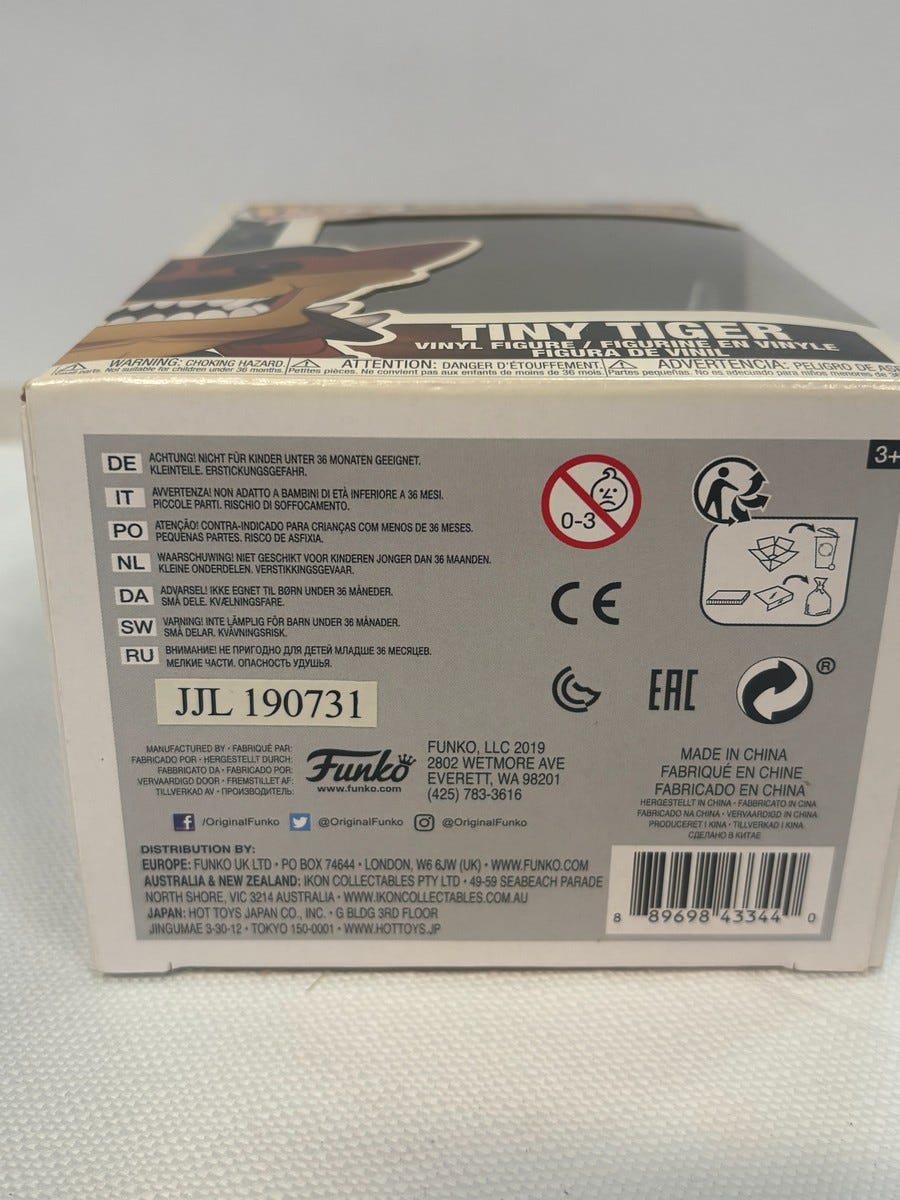 TINY TIGER
VINYL FIGURE / FIGURINE EN VINYLE
FIGURA DE VINIL
WARNING: CHOKING HAZARD. ATTENTION: DANGER D'ÉTOUFFEMENT. ADVERTENCIA: PELIGRO DE
parts. Not suitable for children under 36 months. Petites pièces. Ne convient pas aux enfants de moins de 36 mois. Partes pequeñas. No es adecuado para niños menores de
3+
DE ACHTUNG! NICHT FÜR KINDER UNTER 36 MONATEN GEEIGNET.
KLEINTEILE. ERSTICKUNGSGEFAHR.
IT AVVERTENZA! NON ADATTO A BAMBINI DI ETÀ INFERIORE A 36 MESI.
PICCOLE PARTI. RISCHIO DI SOFFOCAMENTO.
PO ATENÇÃO! CONTRA-INDICADO PARA CRIANÇAS COM MENOS DE 36 MESES.
PEQUENAS PARTES. RISCO DE ASFIXIA.
NL WAARSCHUWING! NIET GESCHIKT VOOR KINDEREN JONGER DAN 36 MAANDEN.
KLEINE ONDERDELEN. VERSTIKKINGSGEVAAR.
DA ADVARSEL! IKKE EGNET TIL BØRN UNDER 36 MÅNEDER.
SMÅ DELE. KVÆLNINGSFARE.
SW VARNING! INTE LÄMPLIG FÖR BARN UNDER 36 MÅNADER.
SMÅ DELAR. KVÄVNINGSRISK.
RU ВНИМАНИЕ! НЕ ПРИГОДНО ДЛЯ ДЕТЕЙ МЛАДШЕ 36 МЕСЯЦЕВ.
МЕЛКИЕ ЧАСТИ. ОПАСНОСТЬ УДУШЬЯ.
0-3
CE
EAC
®
JJL 190731
MANUFACTURED BY • FABRIQUÉ PAR:
FABRICADO POR • HERGESTELLT DURCH:
FABBRICATO DA • FABRICADO POR:
VERVAARDIGD DOOR • FREMSTILLET AF:
TILLVERKAD AV • ПРОИЗВОДИТЕЛЬ:
Funko
www.funko.com
FUNKO, LLC 2019
2802 WETMORE AVE
EVERETT, WA 98201
(425) 783-3616
MADE IN CHINA
FABRIQUÉ EN CHINE
FABRICADO EN CHINA
HERGESTELLT IN CHINA • FABBRICATO IN CINA
FABRICADO NA CHINA • VERVAARDIGD IN CHINA
PRODUCERET I KINA • TILLVERKAD I KINA
СДЕЛАНО В КИТАЕ
/OriginalFunko @OriginalFunko @OriginalFunko
DISTRIBUTION BY:
EUROPE: FUNKO UK LTD • PO BOX 74644 • LONDON, W6 6JW (UK) • WWW.FUNKO.COM
AUSTRALIA & NEW ZEALAND: IKON COLLECTABLES PTY LTD • 49-59 SEABEACH PARADE
NORTH SHORE, VIC 3214 AUSTRALIA • WWW.IKONCOLLECTABLES.COM.AU
JAPAN: HOT TOYS JAPAN CO., INC. • G BLDG 3RD FLOOR
JINGUMAE 3-30-12 • TOKYO 150-0001 • WWW.HOTTOYS.JP
8 89698 43344 0